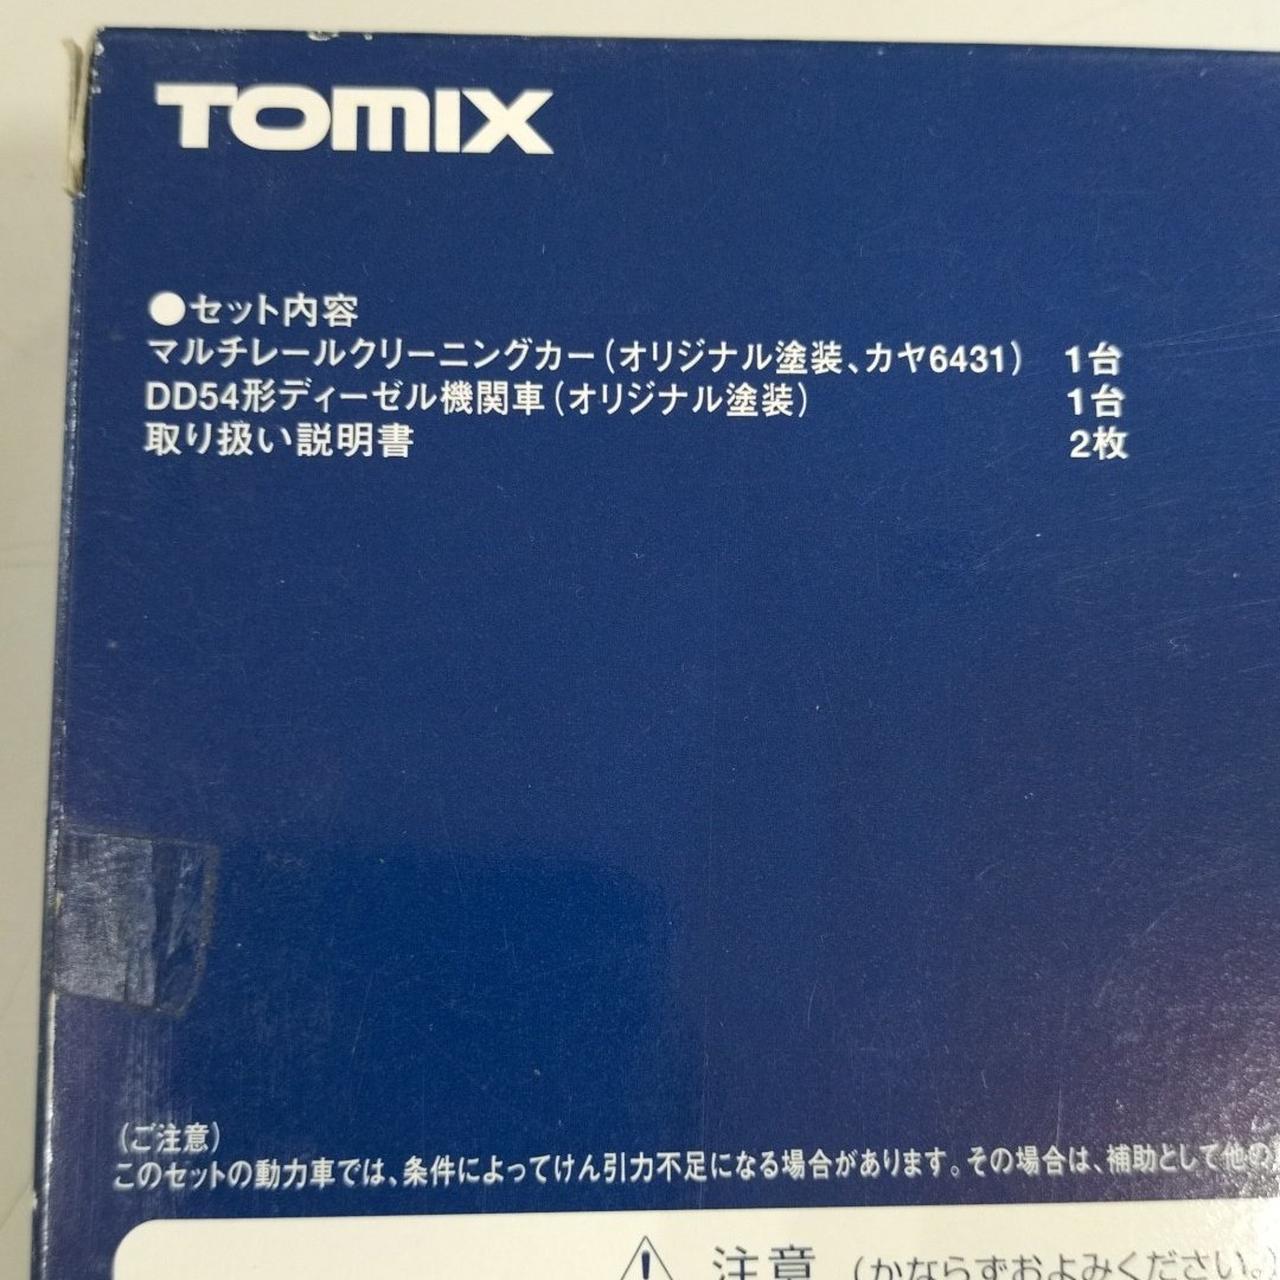 TOMIX
●セット内容
マルチレールクリーニングカー(オリジナル塗装、カヤ6431) 1台
DD54形ディーゼル機関車(オリジナル塗装) 1台
取り扱い説明書 2枚
(ご注意)
このセットの動力車では、条件によってけん引力不足になる場合があります。その場合は、補助として他の
注意 (かならずおよみください。)